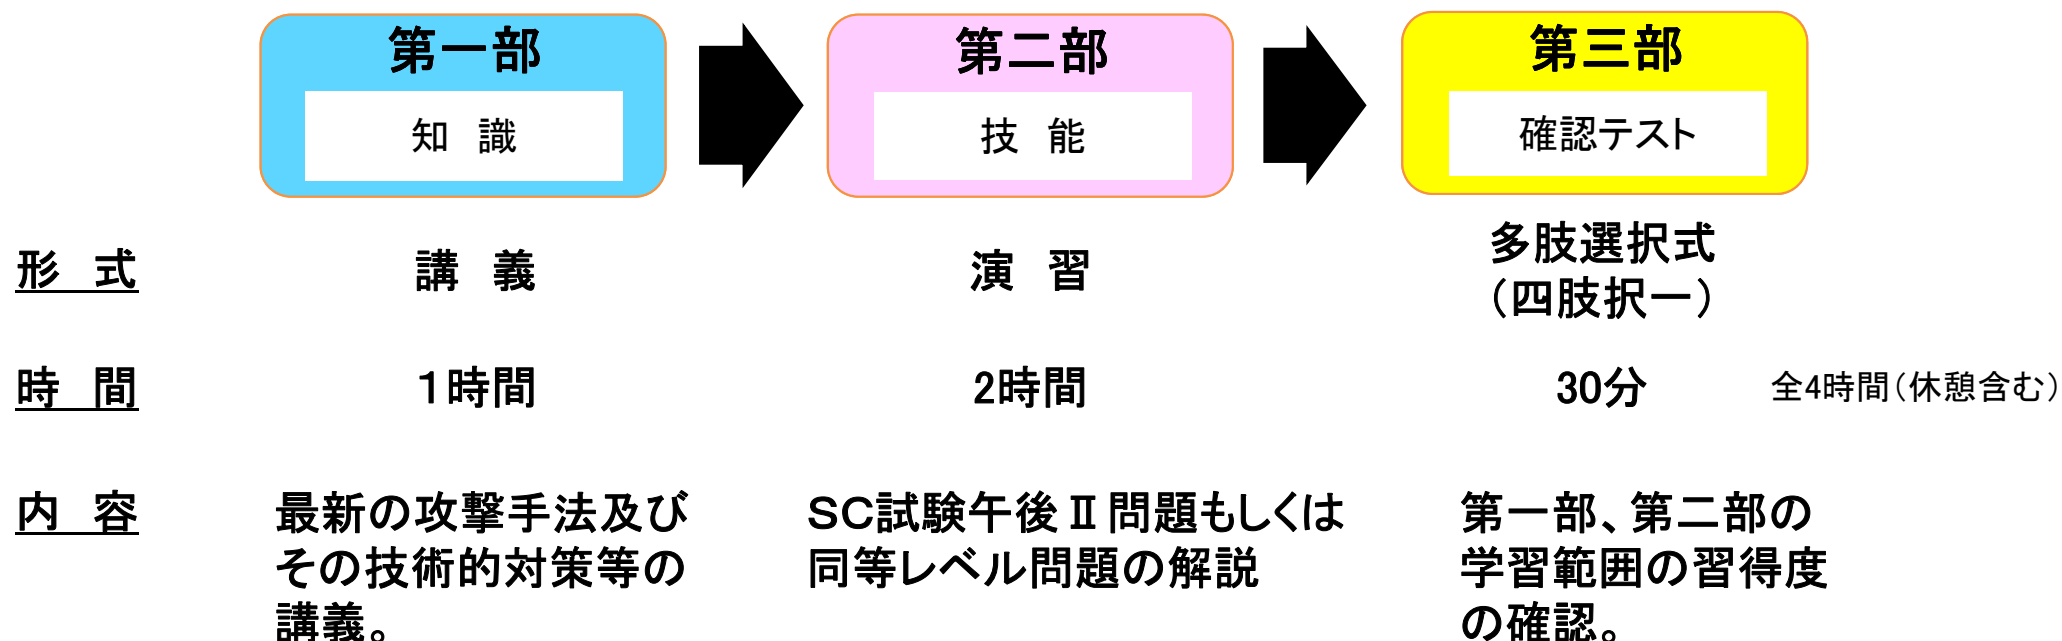 第一部
知 識
第二部
技 能
第三部
確認テスト
形 式
講 義
演 習
多肢選択式
（四肢択一）
時 間
1時間
2時間
30分
全4時間（休憩含む）
内 容
最新の攻撃手法及び
その技術的対策等の
講義。
SC試験午後Ⅱ問題もしくは
同等レベル問題の解説
第一部、第二部の
学習範囲の習得度
の確認。